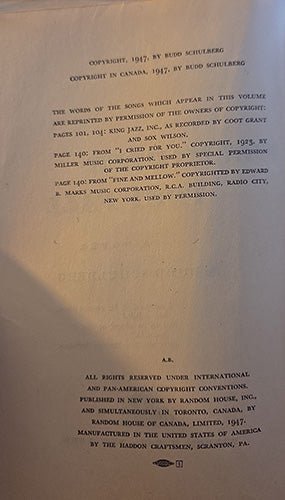 COPYRIGHT, 1947, BY BUDD SCHULBERG
COPYRIGHT IN CANADA, 1947, BY BUDD SCHULBERG
THE WORDS OF THE SONGS WHICH APPEAR IN THIS VOLUME
ARE REPRINTED BY PERMISSION OF THE OWNERS OF COPYRIGHT:
PAGES 101, 104: KING JAZZ, INC., AS RECORDED BY COOT GRANT
AND SOX WILSON.
PAGE 140: FROM "I CRIED FOR YOU." COPYRIGHT, 1923, BY
MILLER MUSIC CORPORATION. USED BY SPECIAL PERMISSION
OF THE COPYRIGHT PROPRIETOR.
PAGE 140: FROM "FINE AND MELLOW." COPYRIGHTED BY EDWARD
B. MARKS MUSIC CORPORATION, R.C.A. BUILDING, RADIO CITY,
NEW YORK. USED BY PERMISSION.
A.B.
ALL RIGHTS RESERVED UNDER INTERNATIONAL
AND PAN-AMERICAN COPYRIGHT CONVENTIONS.
PUBLISHED IN NEW YORK BY RANDOM HOUSE, INC.,
AND SIMULTANEOUSLY IN TORONTO, CANADA, BY
RANDOM HOUSE OF CANADA, LIMITED, 1947.
MANUFACTURED IN THE UNITED STATES OF AMERICA
BY THE HADDON CRAFTSMEN, SCRANTON, PA.